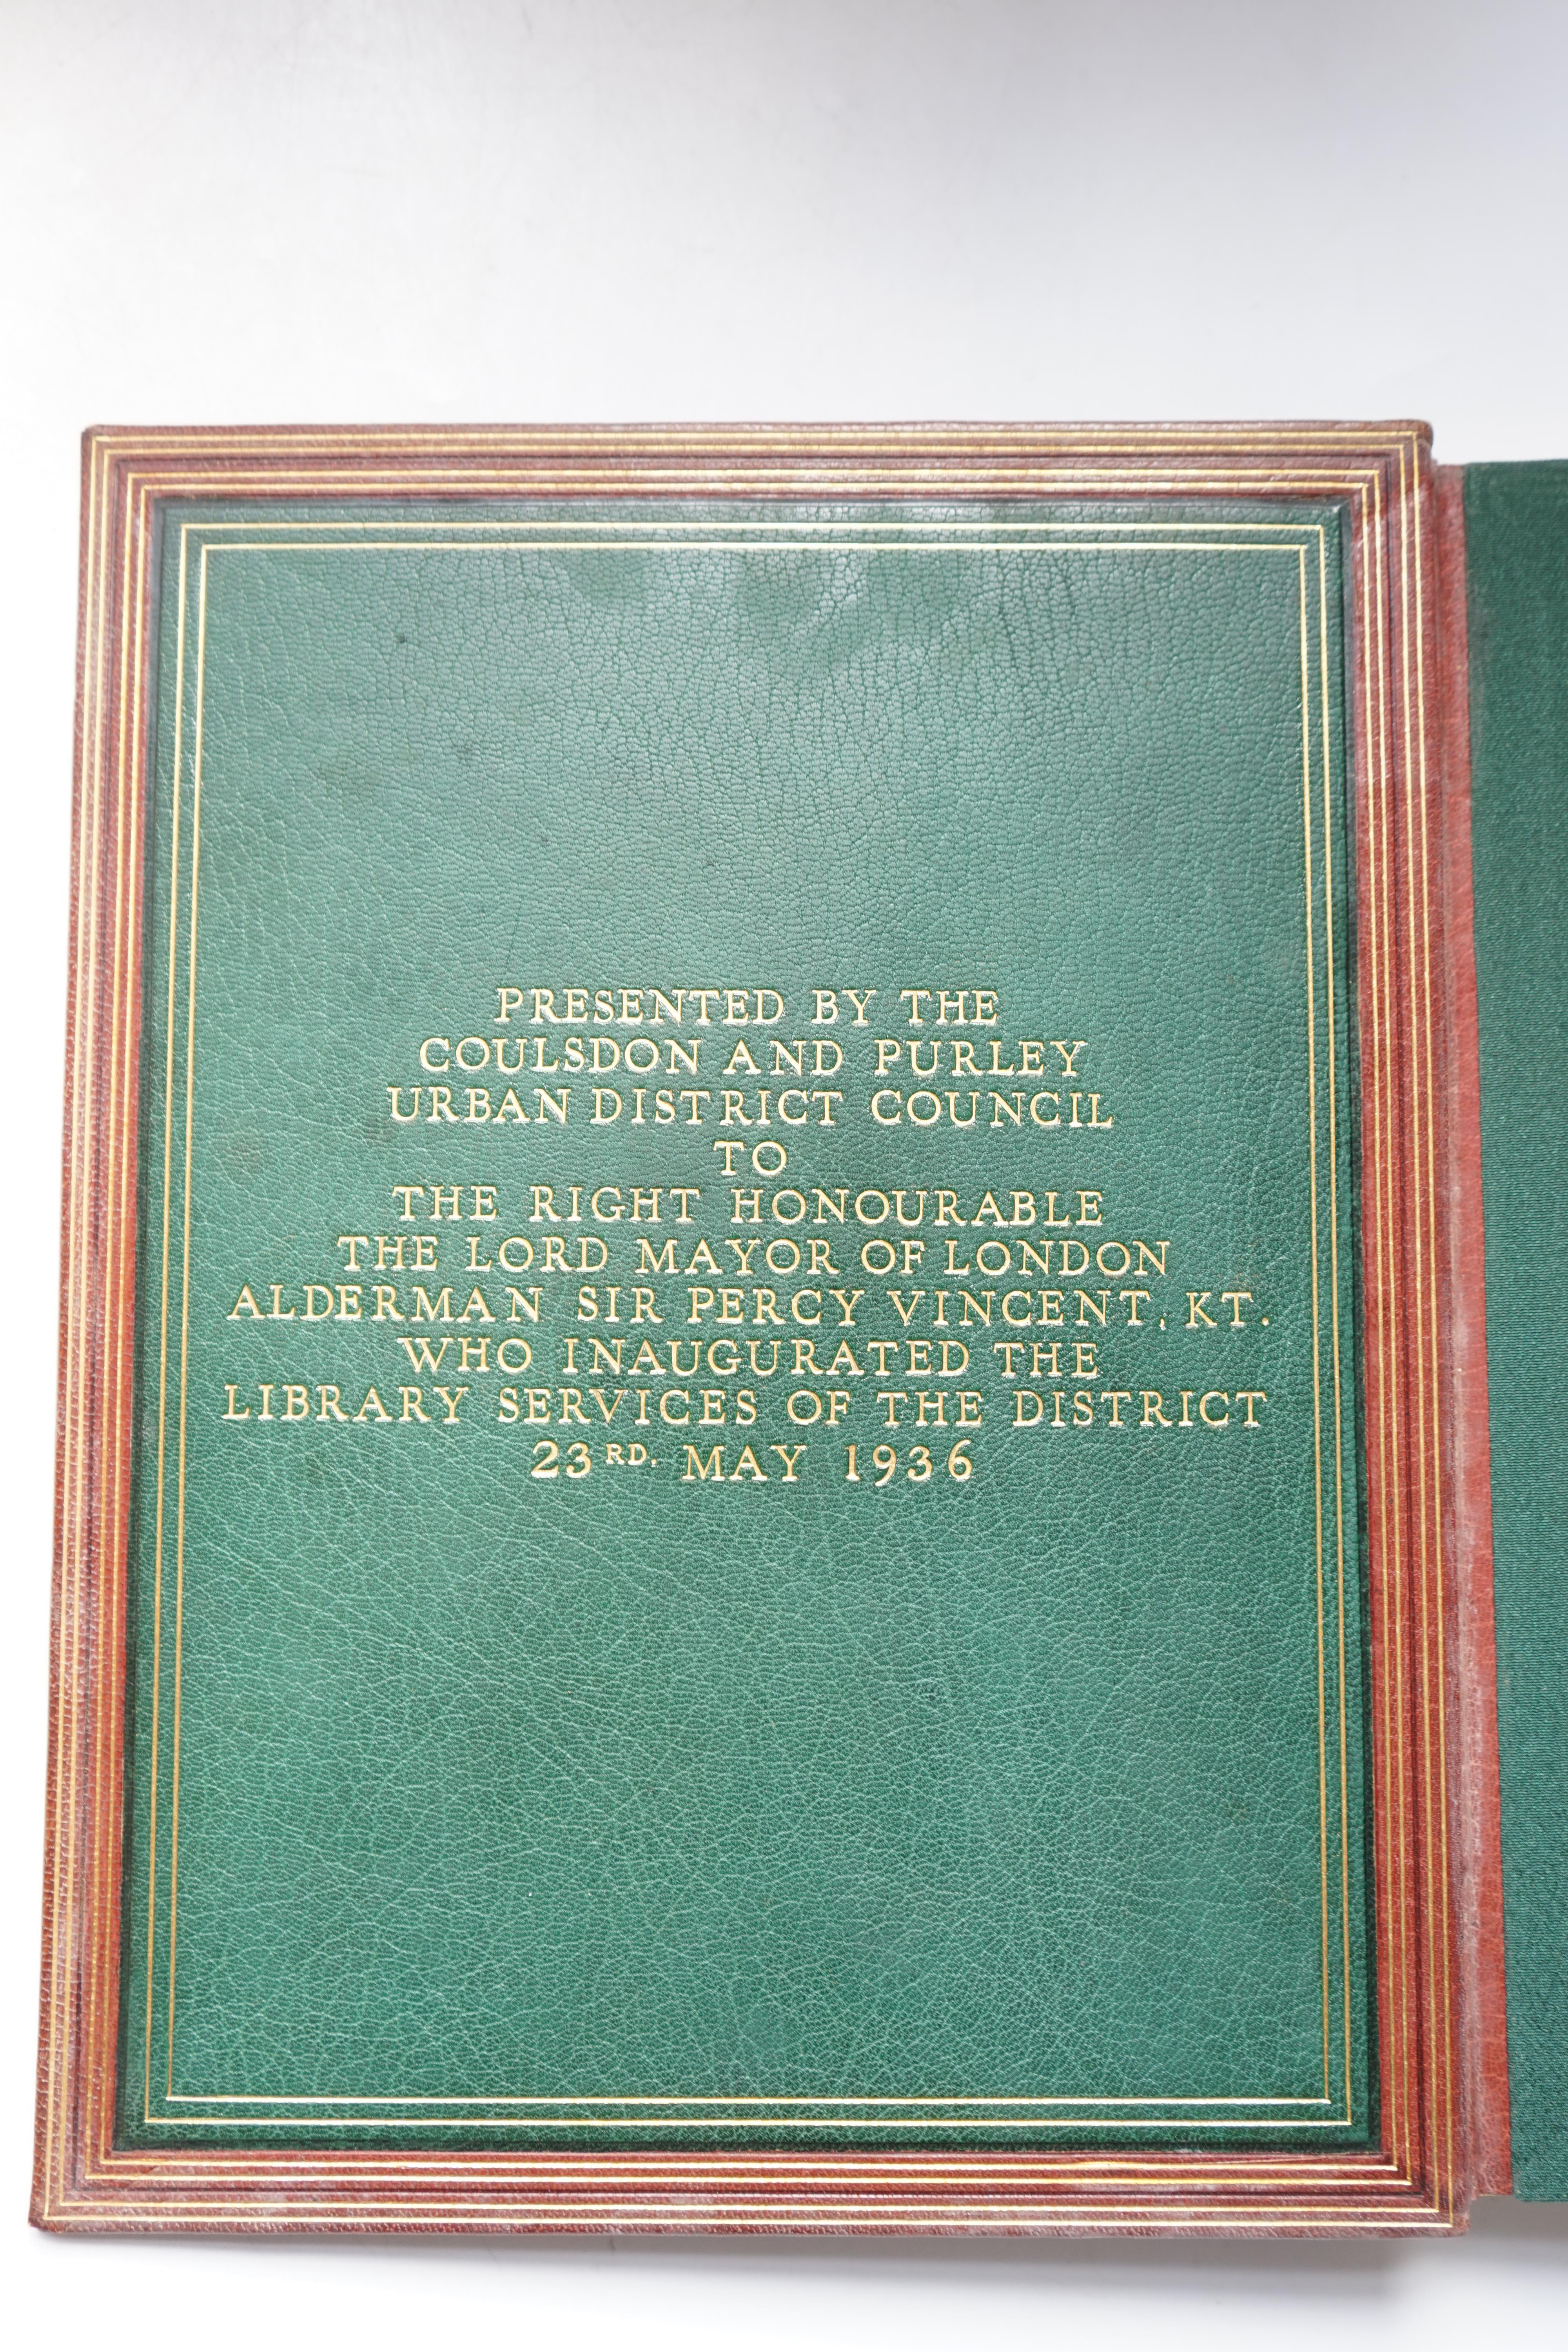 PRESENTED BY THE
COULSDON AND PURLEY
URBAN DISTRICT COUNCIL
TO
THE RIGHT HONOURABLE
THE LORD MAYOR OF LONDON
ALDERMAN SIR PERCY VINCENT, KT.
WHO INAUGURATED THE
LIBRARY SERVICES OF THE DISTRICT
23RD. MAY 1936